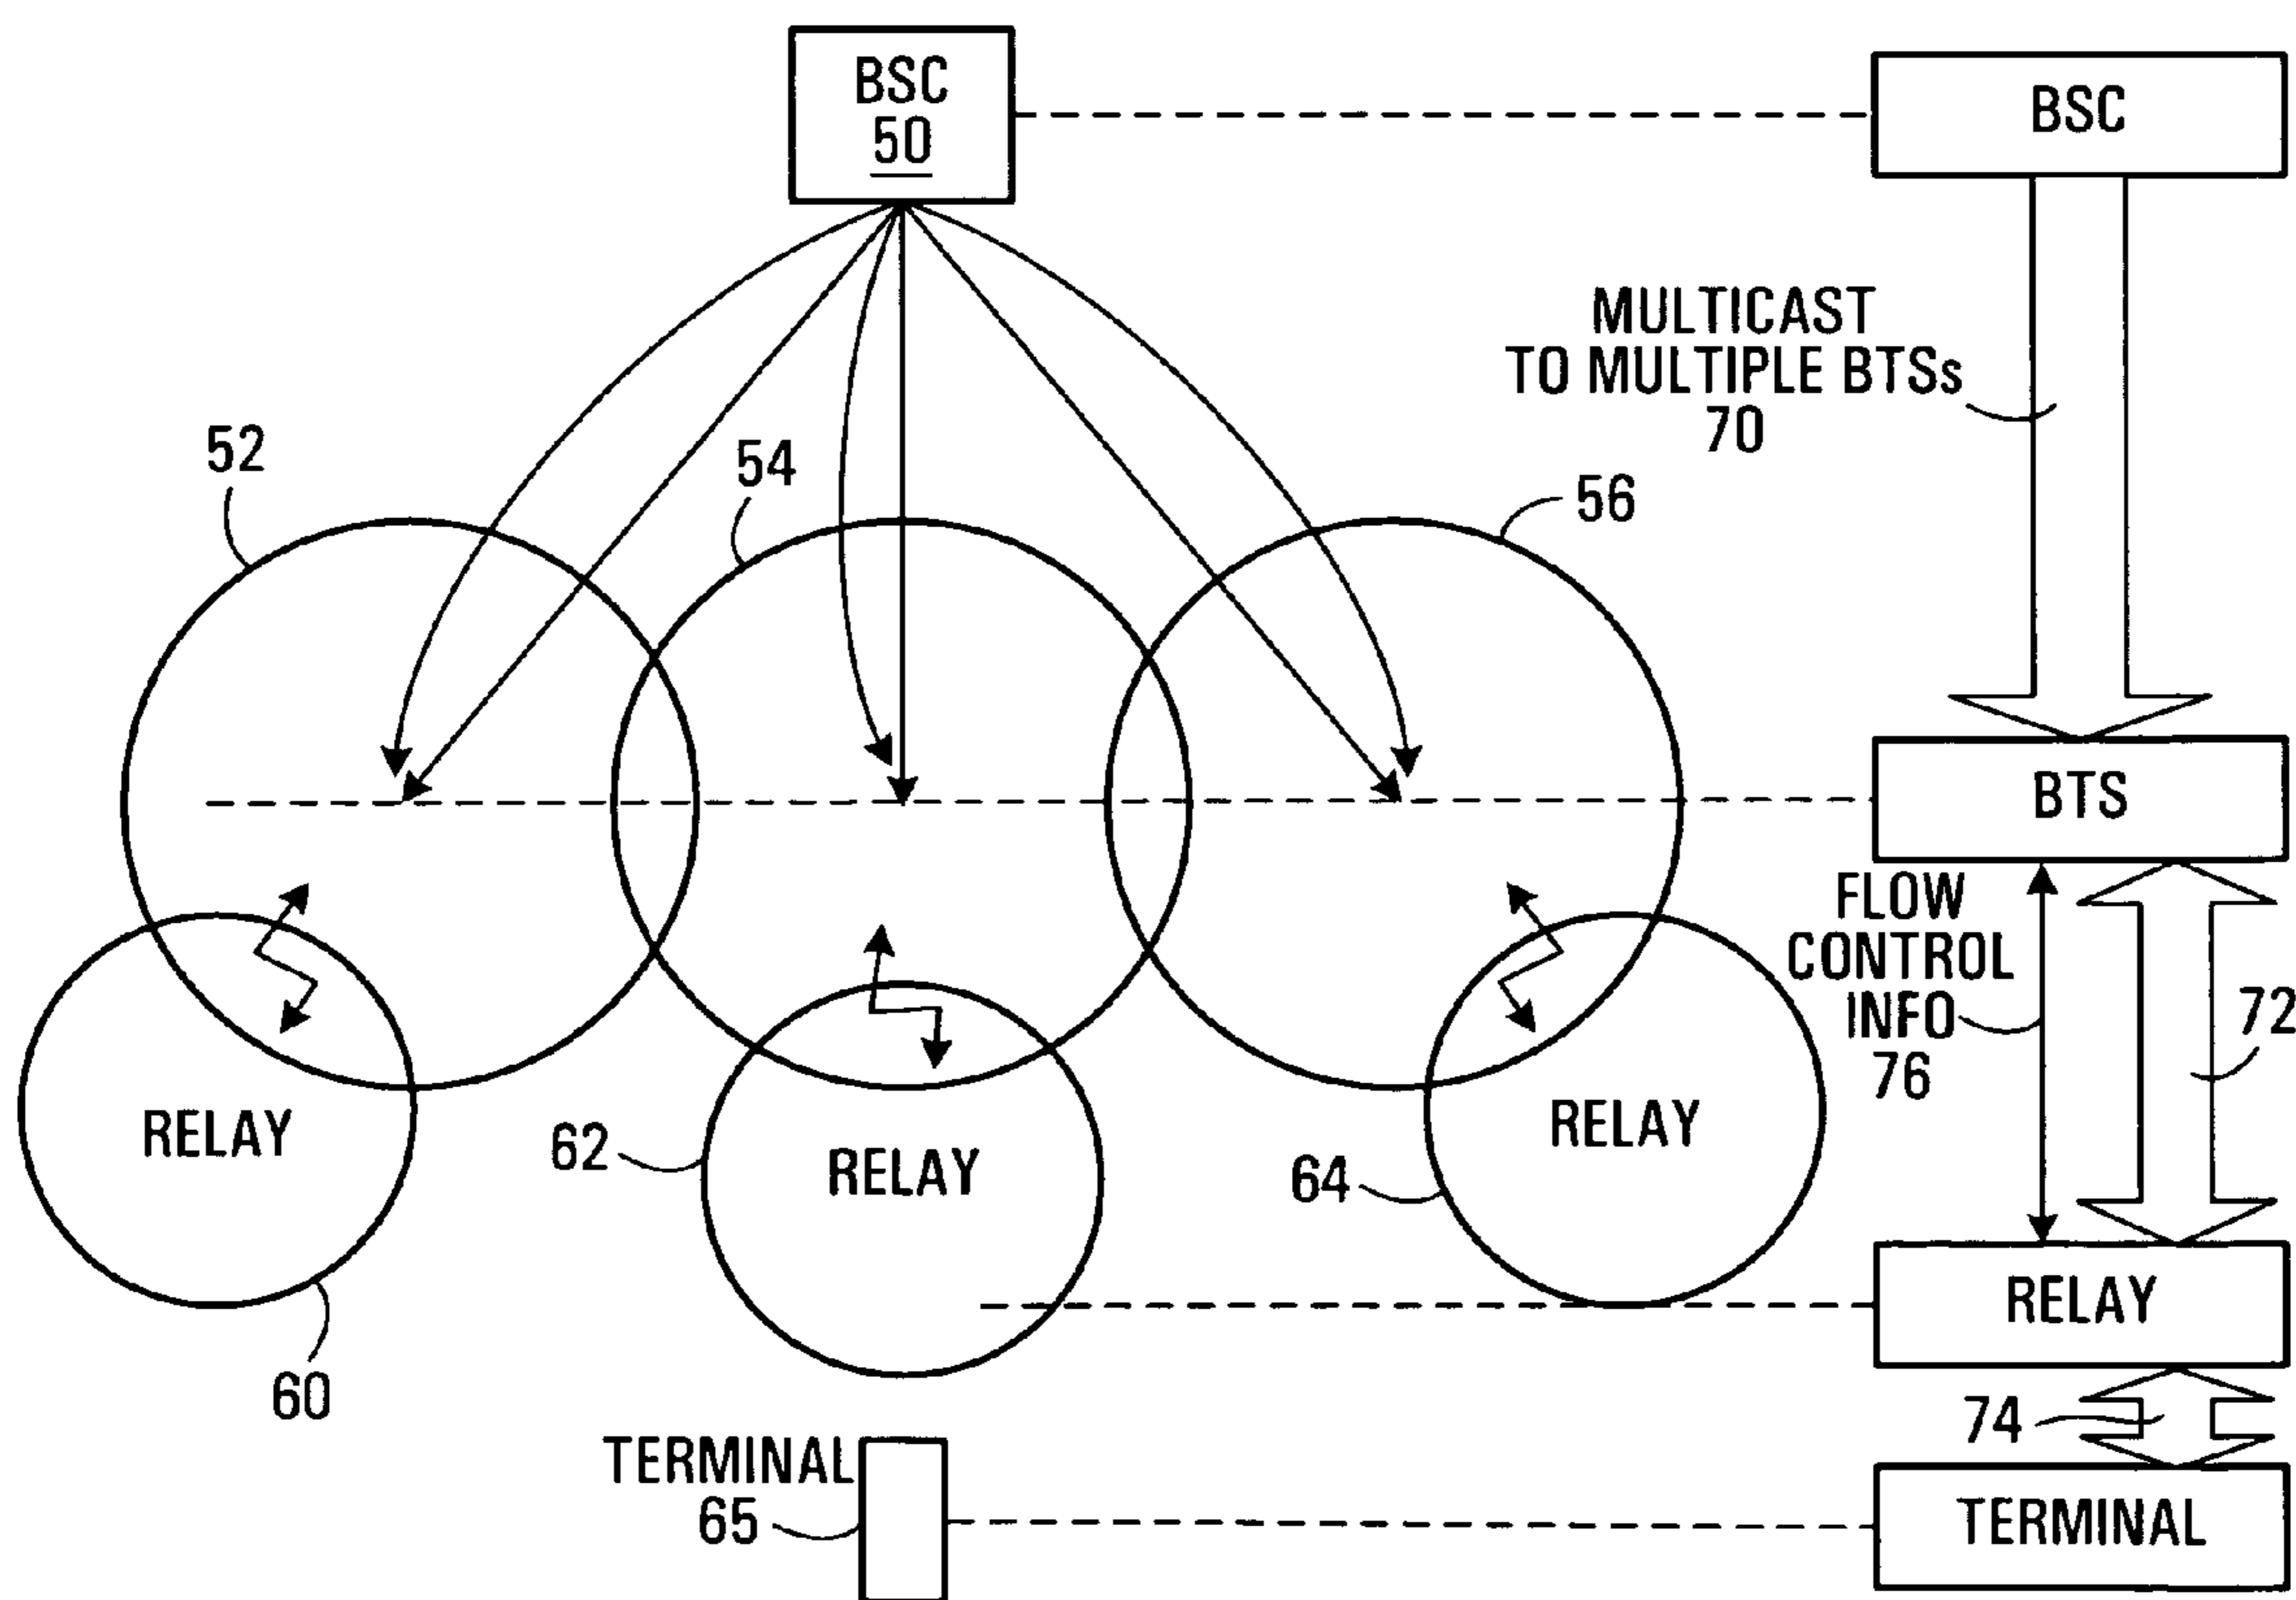 BSC
50
BSC
MULTICAST
TO MULTIPLE BTSs
70
52
54
56
BTS
FLOW
CONTROL
INFO
76
72
RELAY
62
RELAY
64
RELAY
60
RELAY
74
TERMINAL
65
TERMINAL